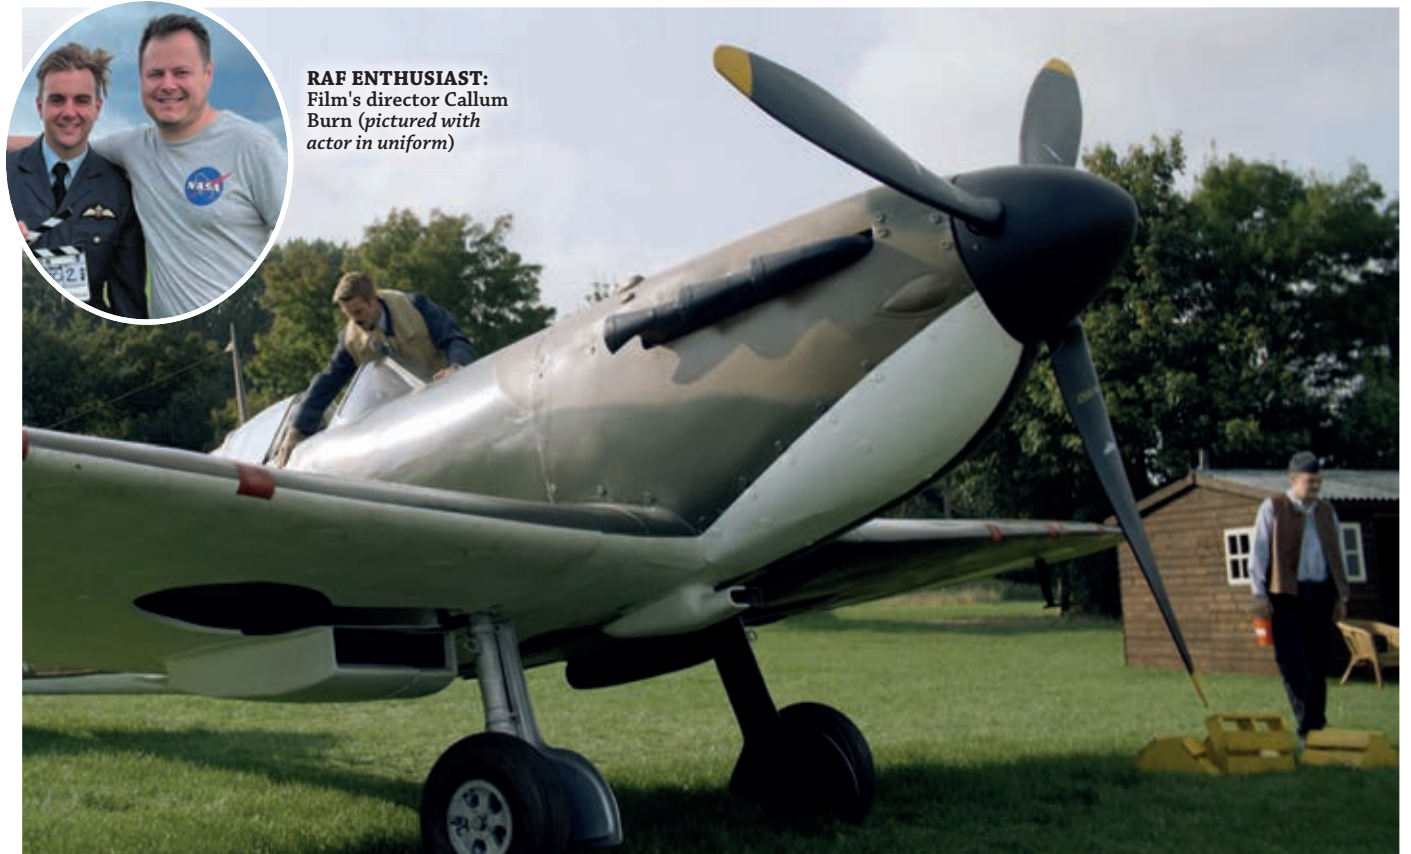 RAF ENTHUSIAST:
Film's director Callum
Burn (pictured with
actor in uniform)
NASA